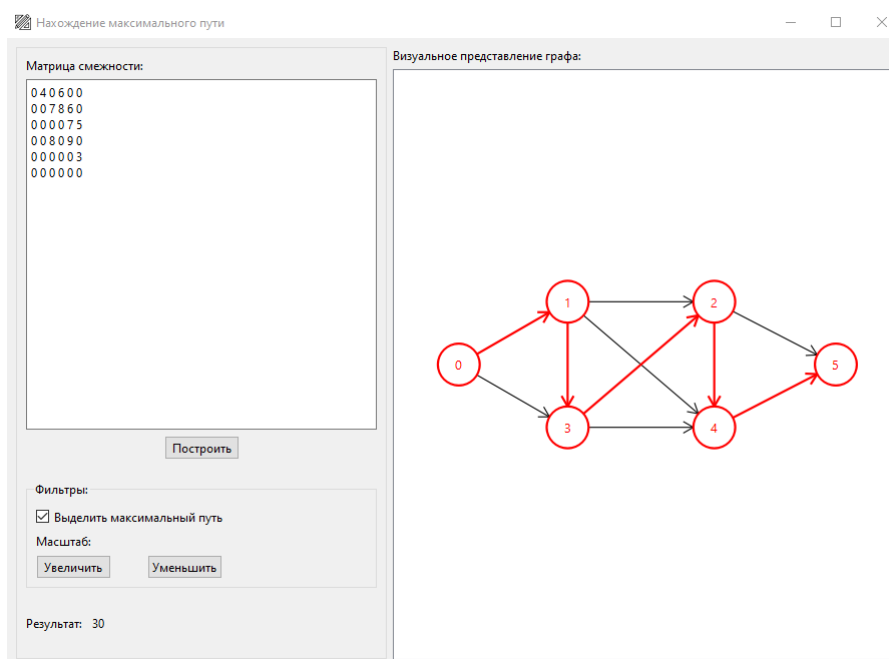 Нахождение максимального пути
Матрица смежности:
0 4 0 6 0 0
0 0 7 8 6 0
0 0 0 0 7 5
0 0 8 0 9 0
0 0 0 0 0 3
0 0 0 0 0 0
Построить
Фильтры:
Выделить максимальный путь
Масштаб:
Увеличить Уменьшить
Результат: 30
Визуальное представление графа:
1 2
0 5
3 4